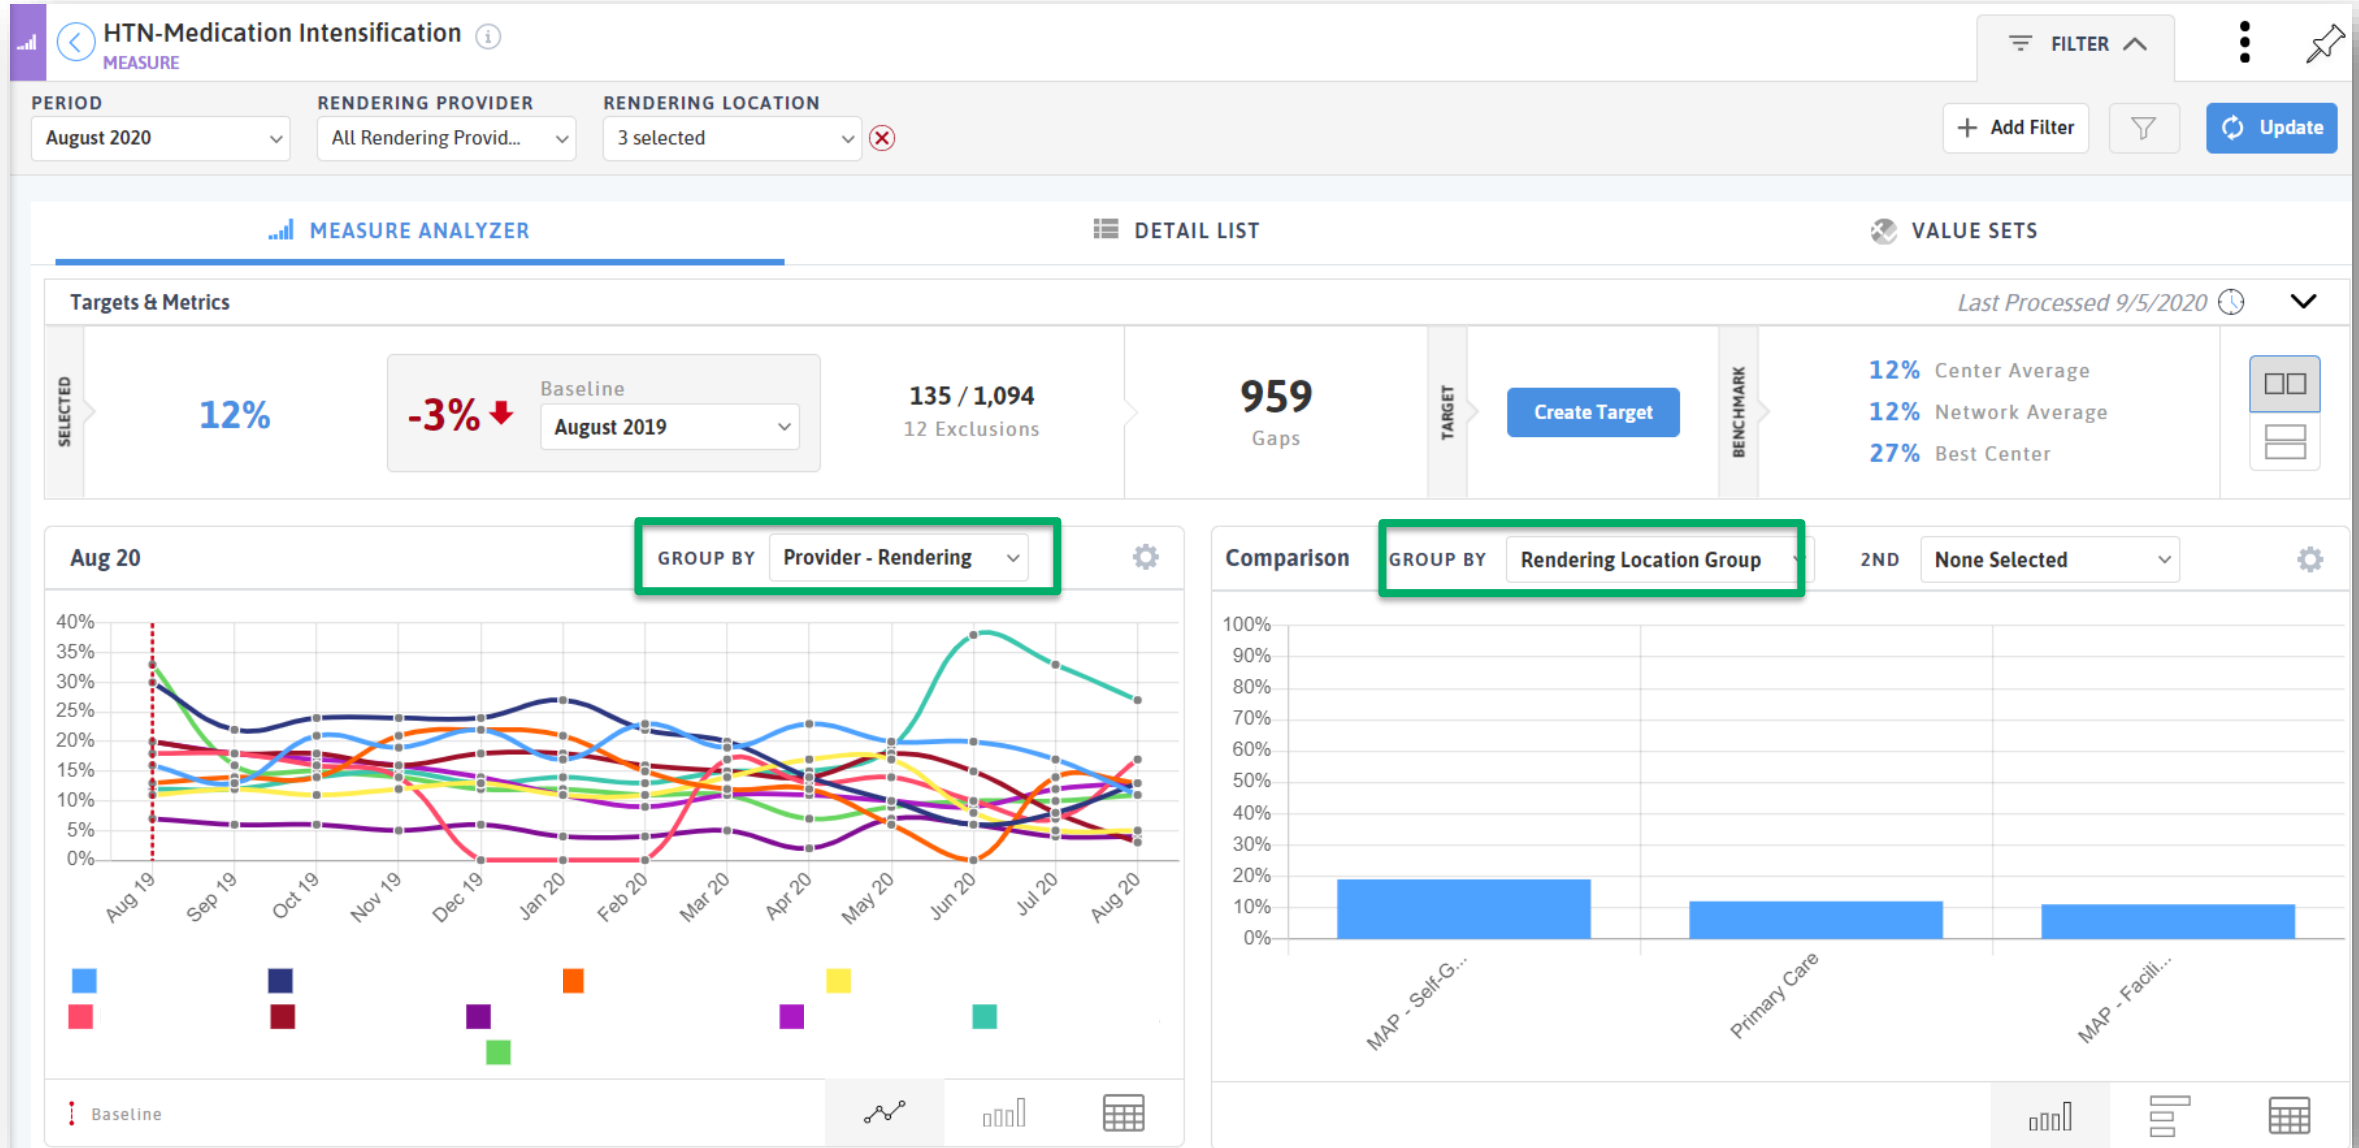 HTN-Medication Intensification
MEASURE
FILTER
PERIOD
RENDERING PROVIDER
RENDERING LOCATION
August 2020
All Rendering Provid...
3 selected
Add Filter
Update
MEASURE ANALYZER
DETAIL LIST
VALUE SETS
Targets & Metrics
Last Processed 9/5/2020
SELECTED
12%
-3%
Baseline
August 2019
135 / 1,094
12 Exclusions
959
Gaps
TARGET
Create Target
BENCHMARK
12% Center Average
12% Network Average
27% Best Center
Aug 20
GROUP BY
Provider - Rendering
40%
35%
30%
25%
20%
15%
10%
5%
0%
Aug 19
Sep 19
Oct 19
Nov 19
Dec 19
Jan 20
Feb 20
Mar 20
Apr 20
May 20
Jun 20
Jul 20
Aug 20
Baseline
Comparison
GROUP BY
Rendering Location Group
2ND
None Selected
100%
90%
80%
70%
60%
50%
40%
30%
20%
10%
0%
MAP - Self-G...
Primary Care
MAP - Facili...